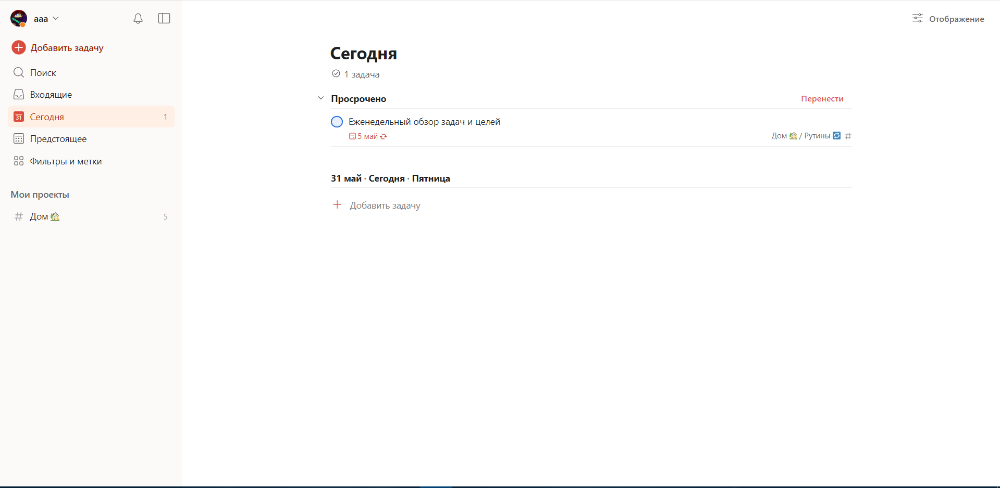 aaa
Добавить задачу
Поиск
Входящие
31 Сегодня 1
Предстоящее
Фильтры и метки
Мои проекты
# Дом 🏡 5
Отображение
Сегодня
1 задача
Просрочено Перенести
Еженедельный обзор задач и целей
5 май Дом 🏡 / Рутины 🔁 #
31 май · Сегодня · Пятница
Добавить задачу